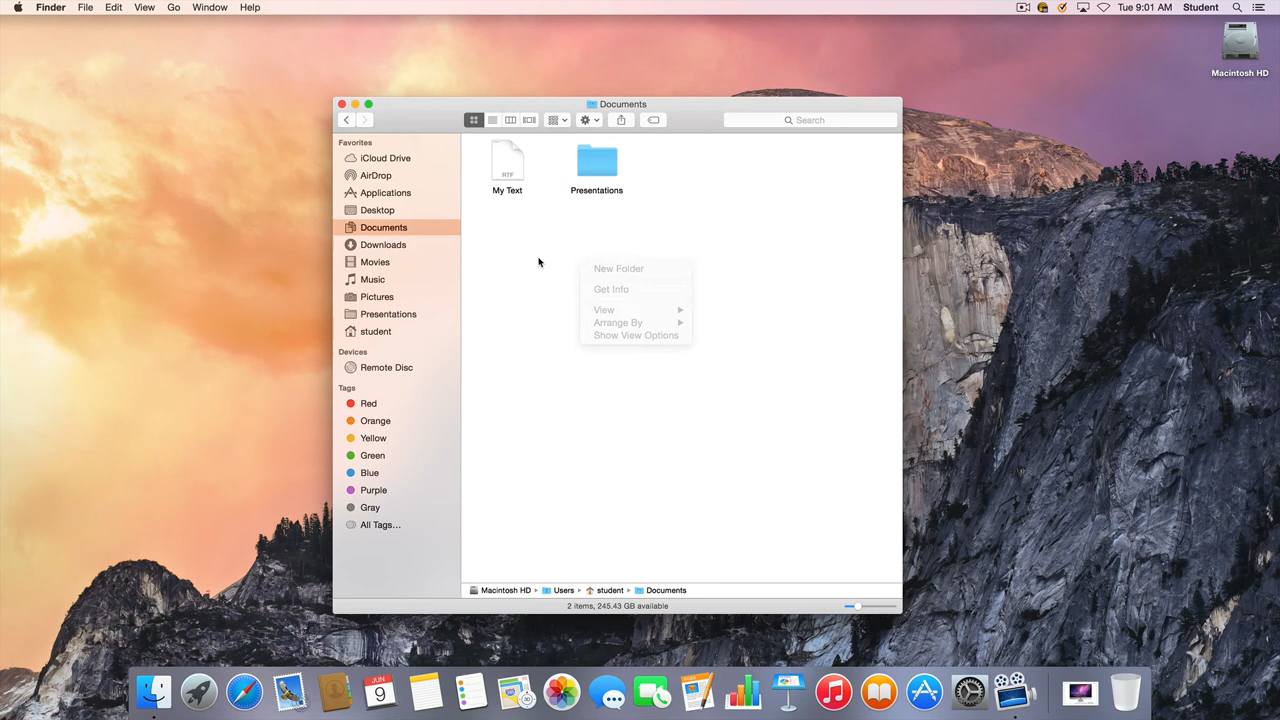 Finder File Edit View Go Window Help Tue 9:01 AM Student
Macintosh HD
Documents
Search
Favorites
iCloud Drive
AirDrop
Applications
Desktop
Documents
Downloads
Movies
Music
Pictures
Presentations
student
Devices
Remote Disc
Tags
Red
Orange
Yellow
Green
Blue
Purple
Gray
All Tags...
RTF
My Text Presentations
New Folder
Get Info
View
Arrange By
Show View Options
Macintosh HD Users student Documents
2 items, 245.43 GB available
JUN
9